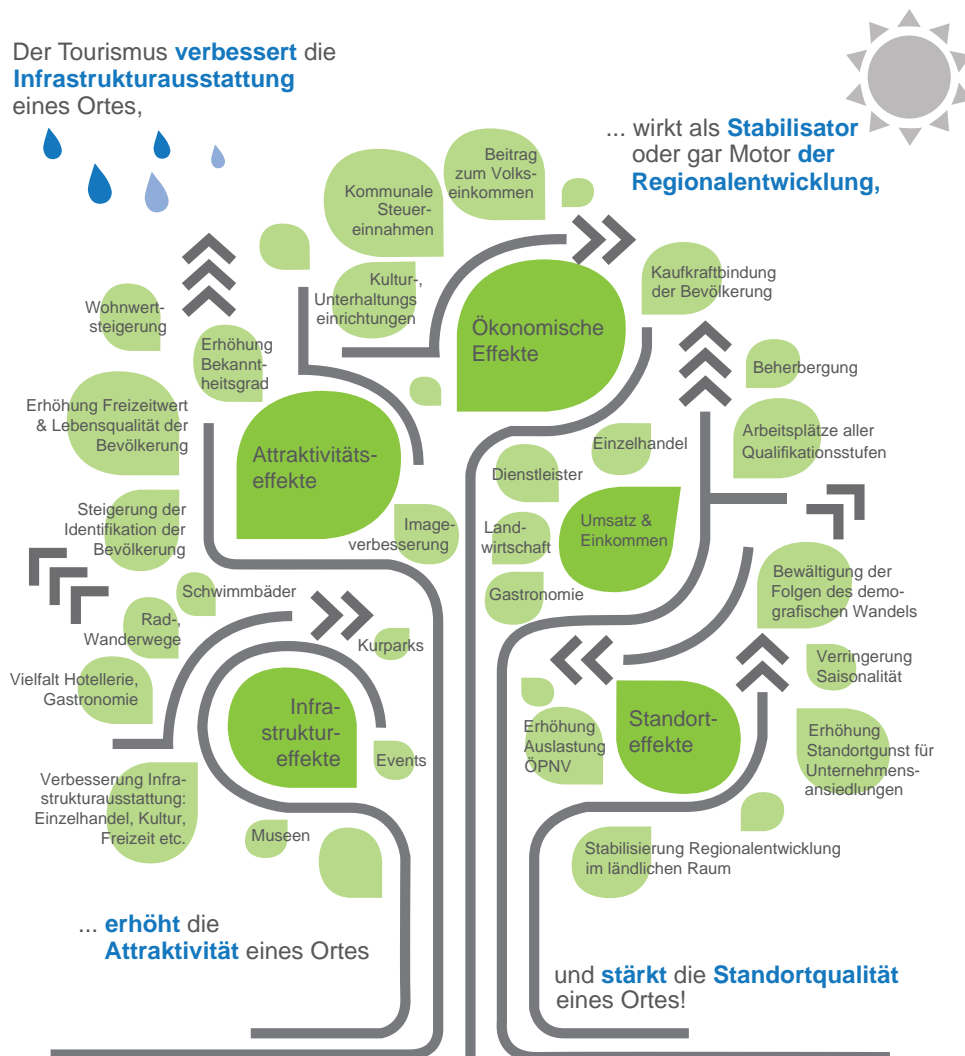 Der Tourismus verbessert die
Infrastrukturausstattung
eines Ortes,
... wirkt als Stabilisator
oder gar Motor der
Regionalentwicklung,
Beitrag
zum Volks-
einkommen
Kommunale
Steuer-
einnahmen
Kultur-,
Unterhaltungs
einrichtungen
Kaufkraftbindung
der Bevölkerung
Ökonomische
Effekte
Wohnwert-
steigerung
Erhöhung
Bekannt-
heitsgrad
Beherbergung
Erhöhung Freizeitwert
& Lebensqualität der
Bevölkerung
Attraktivitäts-
effekte
Einzelhandel
Arbeitsplätze aller
Qualifikationsstufen
Dienstleister
Steigerung der
Identifikation der
Bevölkerung
Image-
verbesserung
Land-
wirtschaft
Umsatz &
Einkommen
Gastronomie
Bewältigung der
Folgen des demo-
grafischen Wandels
Schwimmbäder
Rad-,
Wanderwege
Kurparks
Vielfalt Hotellerie,
Gastronomie
Verringerung
Saisonalität
Infra-
struktur-
effekte
Standort-
effekte
Erhöhung
Auslastung
ÖPNV
Erhöhung
Standortgunst für
Unternehmens-
ansiedlungen
Events
Verbesserung Infra-
strukturausstattung:
Einzelhandel, Kultur,
Freizeit etc.
Museen
Stabilisierung Regionalentwicklung
im ländlichen Raum
... erhöht die
Attraktivität eines Ortes
und stärkt die Standortqualität
eines Ortes!